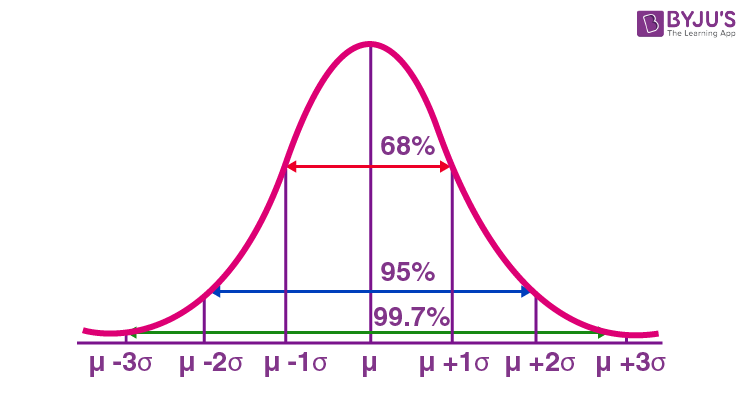 BYJU'S
The Learning App
68%
95%
99.7%
μ -3σ μ -2σ μ -1σ μ μ +1σ μ +2σ μ +3σ